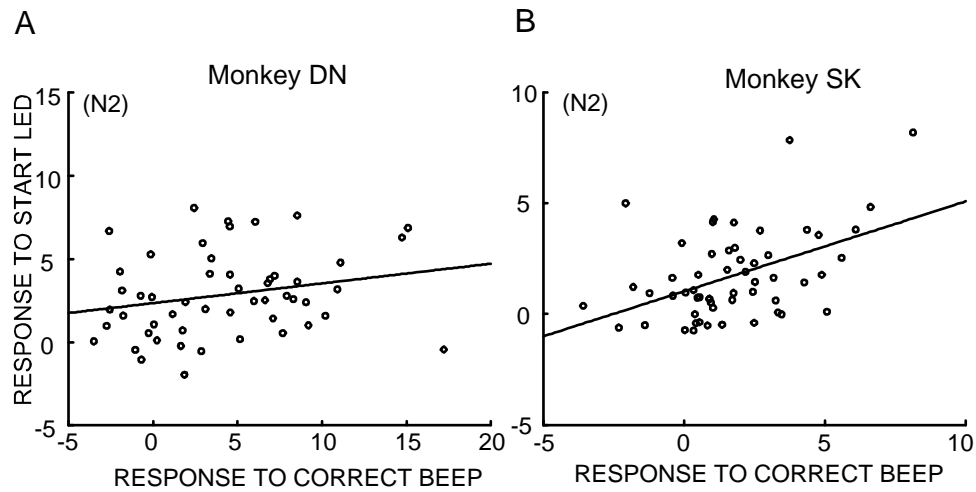 A
Monkey DN
(N2)
RESPONSE TO START LED
15
10
5
0
-5
-5 0 5 10 15 20
RESPONSE TO CORRECT BEEP
B
Monkey SK
(N2)
10
5
0
-5
-5 0 5 10
RESPONSE TO CORRECT BEEP